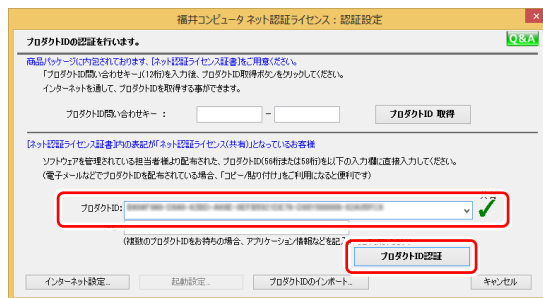 福井コンピュータ ネット認証ライセンス：認証設定
プロダクトIDの認証を行います。
Q&A
商品パッケージに内包されております、[ネット認証ライセンス証書]をご用意ください。
「プロダクトID問い合わせキー」(12桁)を入力後、プロダクトID取得ボタンをクリックしてください。
インターネットを通して、プロダクトIDを取得する事ができます。
プロダクトID問い合わせキー ： - プロダクトID 取得
[ネット認証ライセンス証書]内の表記が「ネット認証ライセンス(共有)」となっているお客様
ソフトウェアを管理されている担当者様より配布された、プロダクトID(56桁または58桁)を以下の入力欄に直接入力してください。
(電子メールなどでプロダクトIDを配布されている場合、「コピー/貼り付け」をご利用になると便利です)
プロダクトID:
(複数のプロダクトIDをお持ちの場合、アプリケーション情報などを記入
プロダクトID認証
インターネット設定... 起動設定... プロダクトIDのインポート... キャンセル